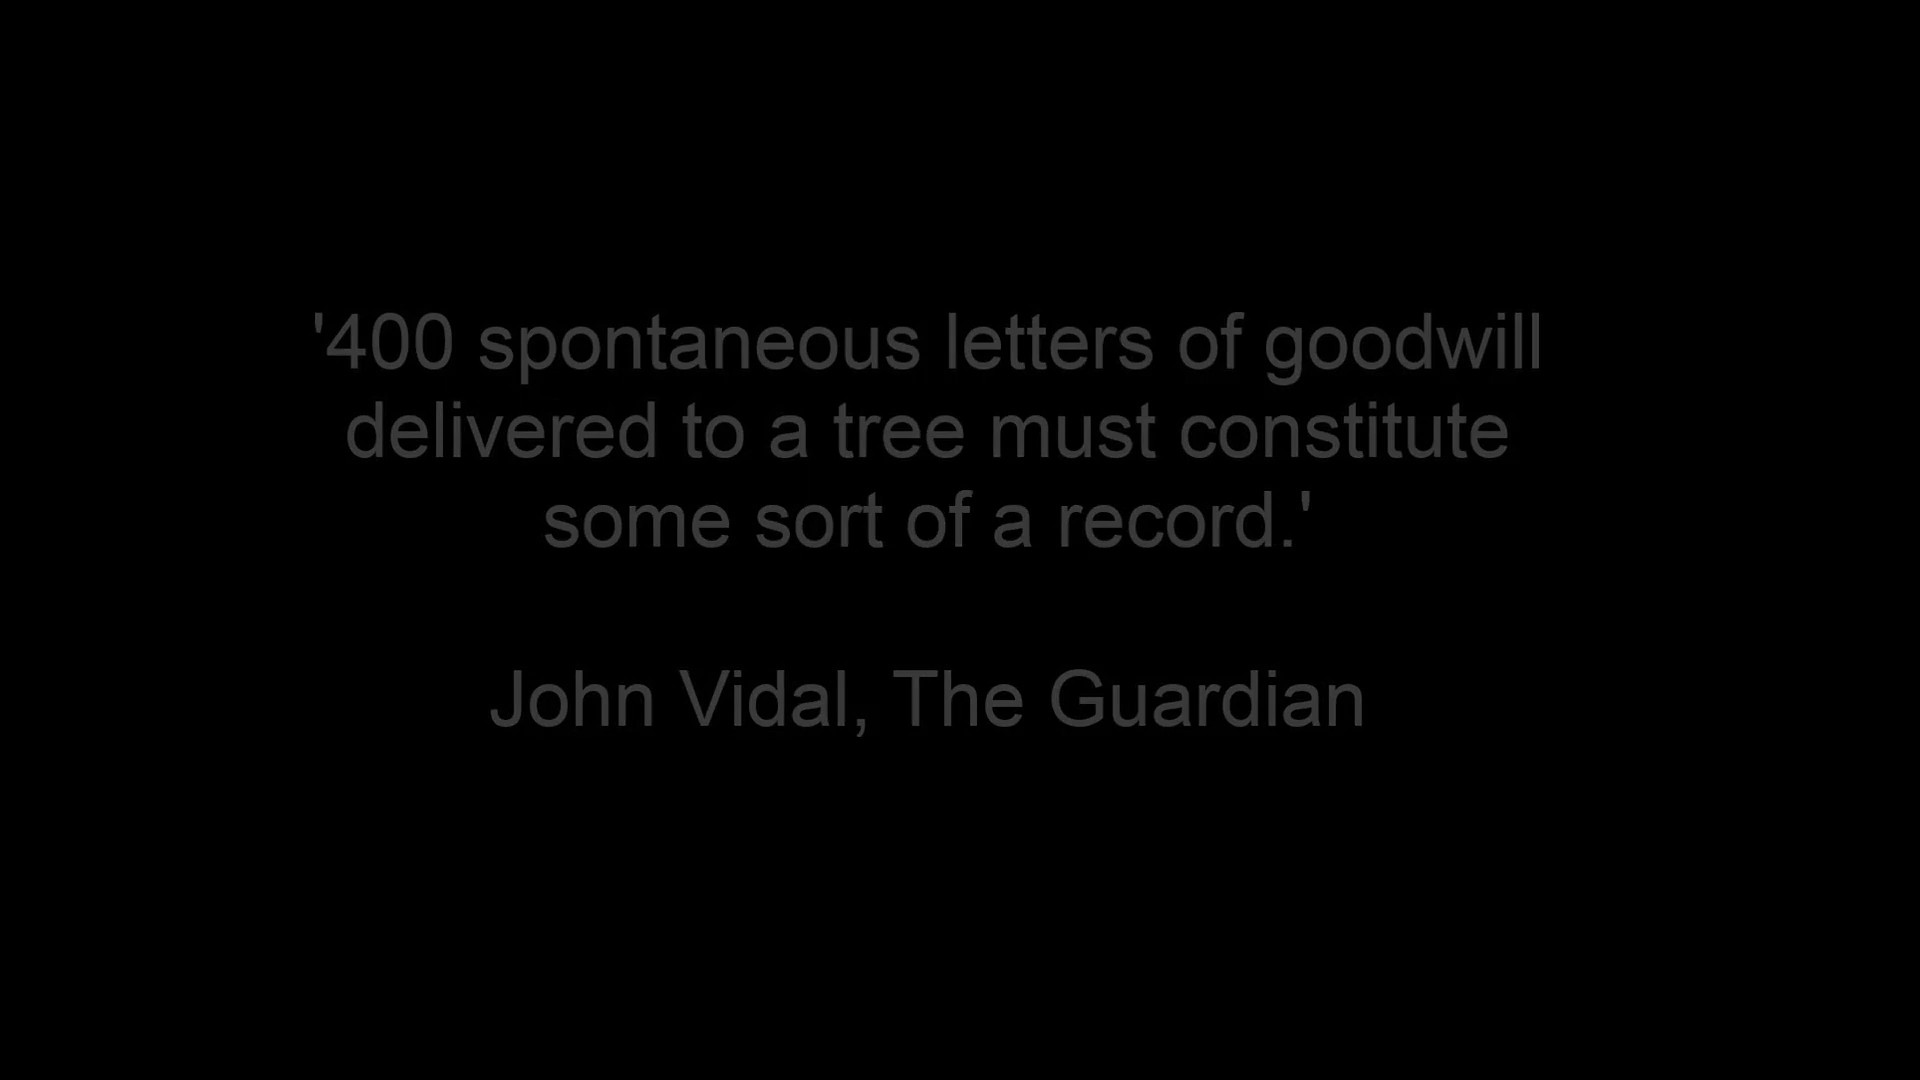 '400 spontaneous letters of goodwill
delivered to a tree must constitute
some sort of a record.'
John Vidal, The Guardian